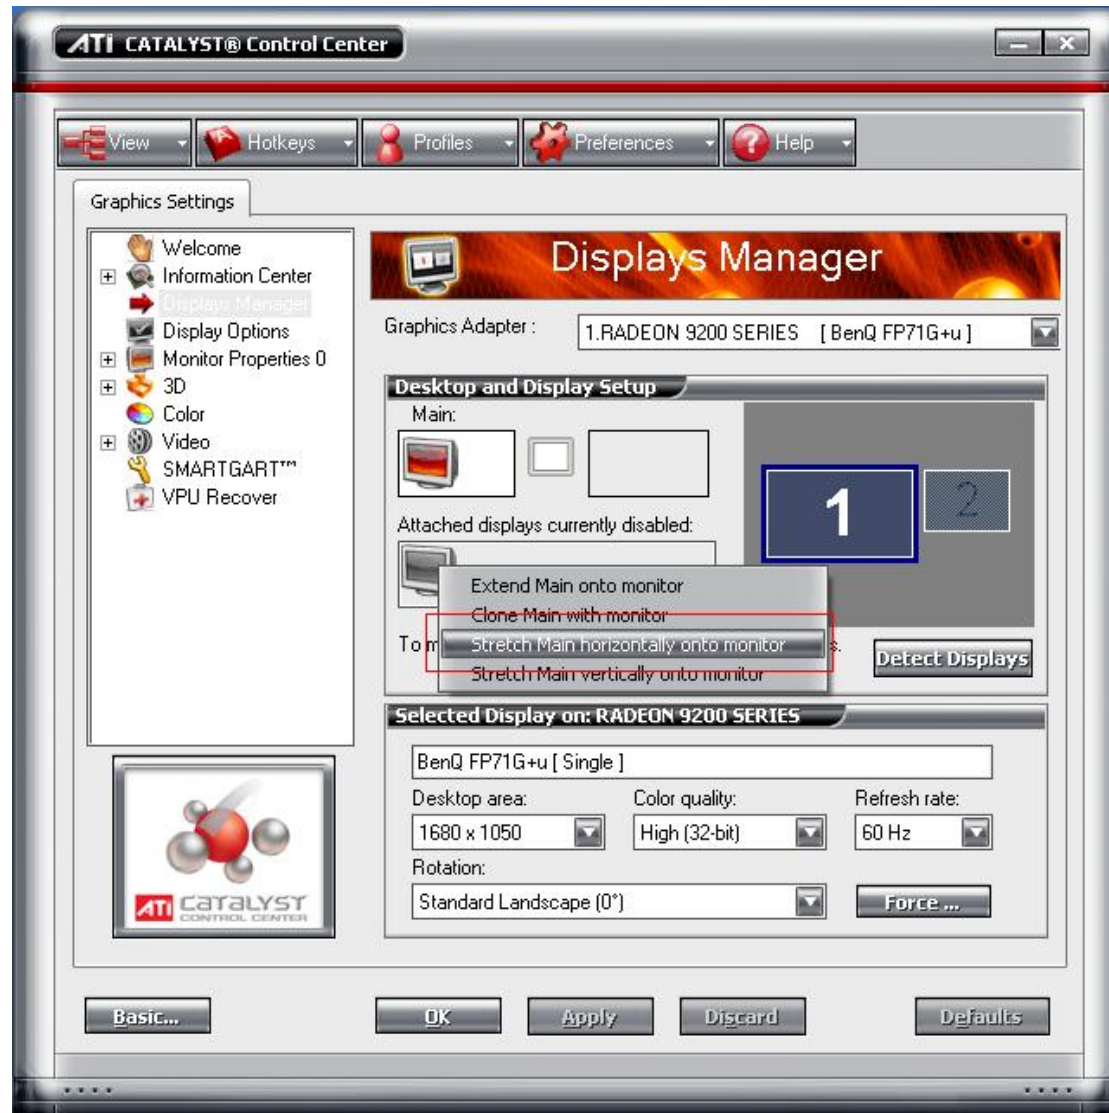 ATI CATALYST® Control Center
View
Hotkeys
Profiles
Preferences
Help
Graphics Settings
Welcome
Information Center
Displays Manager
Display Options
Monitor Properties 0
3D
Color
Video
SMARTGART™
VPU Recover
ATI CATALYST
CONTROL CENTER
Displays Manager
Graphics Adapter :
1.RADEON 9200 SERIES [ BenQ FP71G+u ]
Desktop and Display Setup
Main:
1
2
Attached displays currently disabled:
Extend Main onto monitor
Clone Main with monitor
Stretch Main horizontally onto monitor
Stretch Main vertically onto monitor
To
Detect Displays
Selected Display on: RADEON 9200 SERIES
BenQ FP71G+u [ Single ]
Desktop area: Color quality: Refresh rate:
1680 x 1050 High (32-bit) 60 Hz
Rotation:
Standard Landscape (0°) Force ...
Basic... OK Apply Discard Defaults